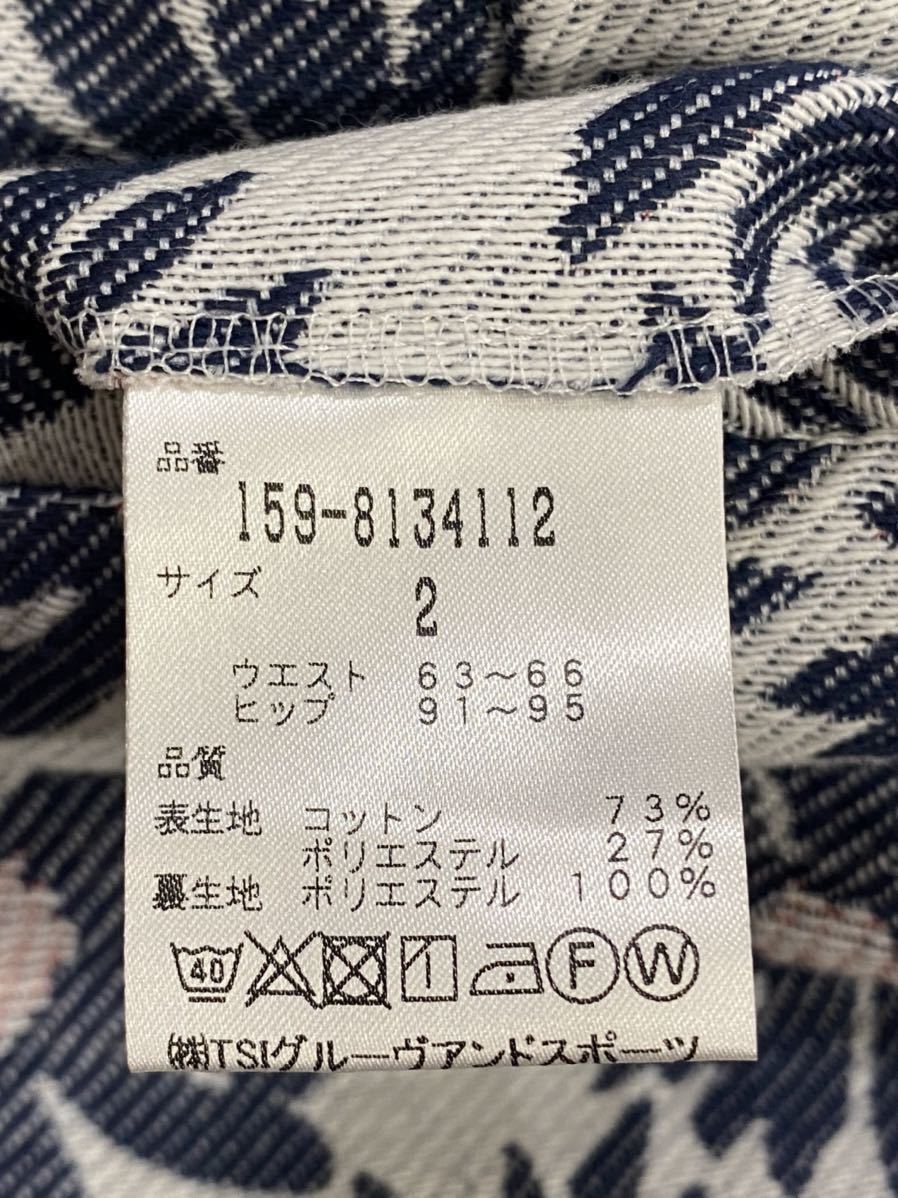 品番
159-8134112
サイズ
2
ウエスト 63～66
ヒップ 91～95
品質
表生地 コットン 73%
ポリエステル 27%
裏生地 ポリエステル 100%
40 F W
㈱TSIグルーヴアンドスポーツ